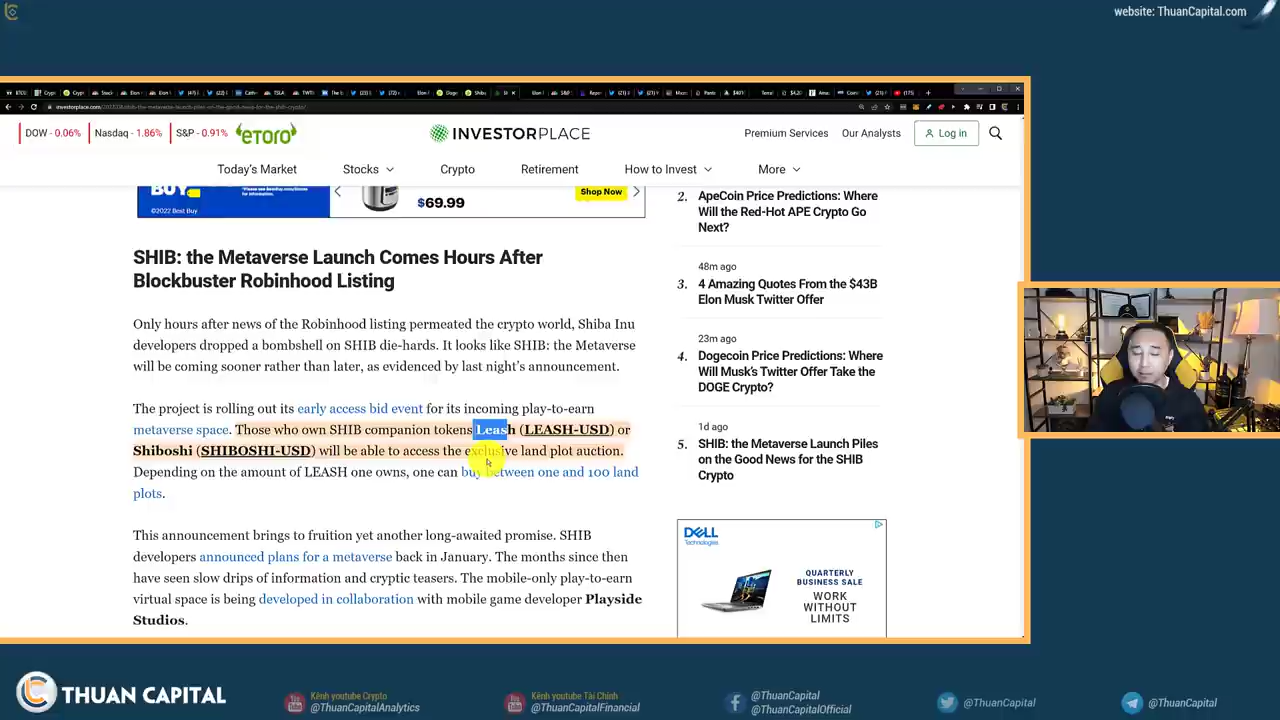 website: ThuanCapital.com
DOW - 0.06% Nasdaq - 1.86% S&P - 0.91% eTORO
INVESTORPLACE
Premium Services Our Analysts Log in
Today's Market Stocks Crypto Retirement How to Invest More
BUY
©2022 Best Buy
$69.99
Shop Now
SHIB: the Metaverse Launch Comes Hours After
Blockbuster Robinhood Listing
Only hours after news of the Robinhood listing permeated the crypto world, Shiba Inu
developers dropped a bombshell on SHIB die-hards. It looks like SHIB: the Metaverse
will be coming sooner rather than later, as evidenced by last night's announcement.
The project is rolling out its early access bid event for its incoming play-to-earn
metaverse space. Those who own SHIB companion tokens Leash (LEASH-USD) or
Shiboshi (SHIBOSHI-USD) will be able to access the exclusive land plot auction.
Depending on the amount of LEASH one owns, one can buy between one and 100 land
plots.
This announcement brings to fruition yet another long-awaited promise. SHIB
developers announced plans for a metaverse back in January. The months since then
have seen slow drips of information and cryptic teasers. The mobile-only play-to-earn
virtual space is being developed in collaboration with mobile game developer Playside
Studios.
2. ApeCoin Price Predictions: Where
Will the Red-Hot APE Crypto Go
Next?
48m ago
3. 4 Amazing Quotes From the $43B
Elon Musk Twitter Offer
23m ago
4. Dogecoin Price Predictions: Where
Will Musk's Twitter Offer Take the
DOGE Crypto?
1d ago
5. SHIB: the Metaverse Launch Piles
on the Good News for the SHIB
Crypto
DELL
Technologies
QUARTERLY
BUSINESS SALE
WORK
WITHOUT
LIMITS
THUAN CAPITAL
Kênh youtube Crypto
@ThuanCapitalAnalytics
Kênh youtube Tài Chính
@ThuanCapitalFinancial
@ThuanCapital
@ThuanCapitalOfficial
@ThuanCapital
@ThuanCapital